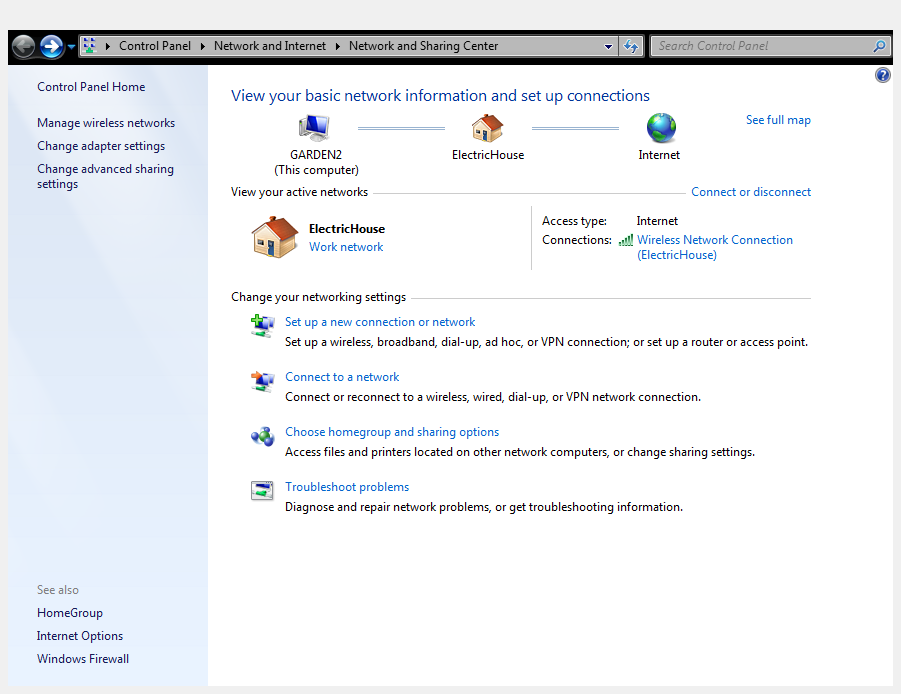 Control Panel Network and Internet Network and Sharing Center Search Control Panel
Control Panel Home
Manage wireless networks
Change adapter settings
Change advanced sharing
settings
See also
HomeGroup
Internet Options
Windows Firewall
View your basic network information and set up connections
See full map
GARDEN2
(This computer)
ElectricHouse
Internet
View your active networks
Connect or disconnect
ElectricHouse
Work network
Access type: Internet
Connections: Wireless Network Connection
(ElectricHouse)
Change your networking settings
Set up a new connection or network
Set up a wireless, broadband, dial-up, ad hoc, or VPN connection; or set up a router or access point.
Connect to a network
Connect or reconnect to a wireless, wired, dial-up, or VPN network connection.
Choose homegroup and sharing options
Access files and printers located on other network computers, or change sharing settings.
Troubleshoot problems
Diagnose and repair network problems, or get troubleshooting information.